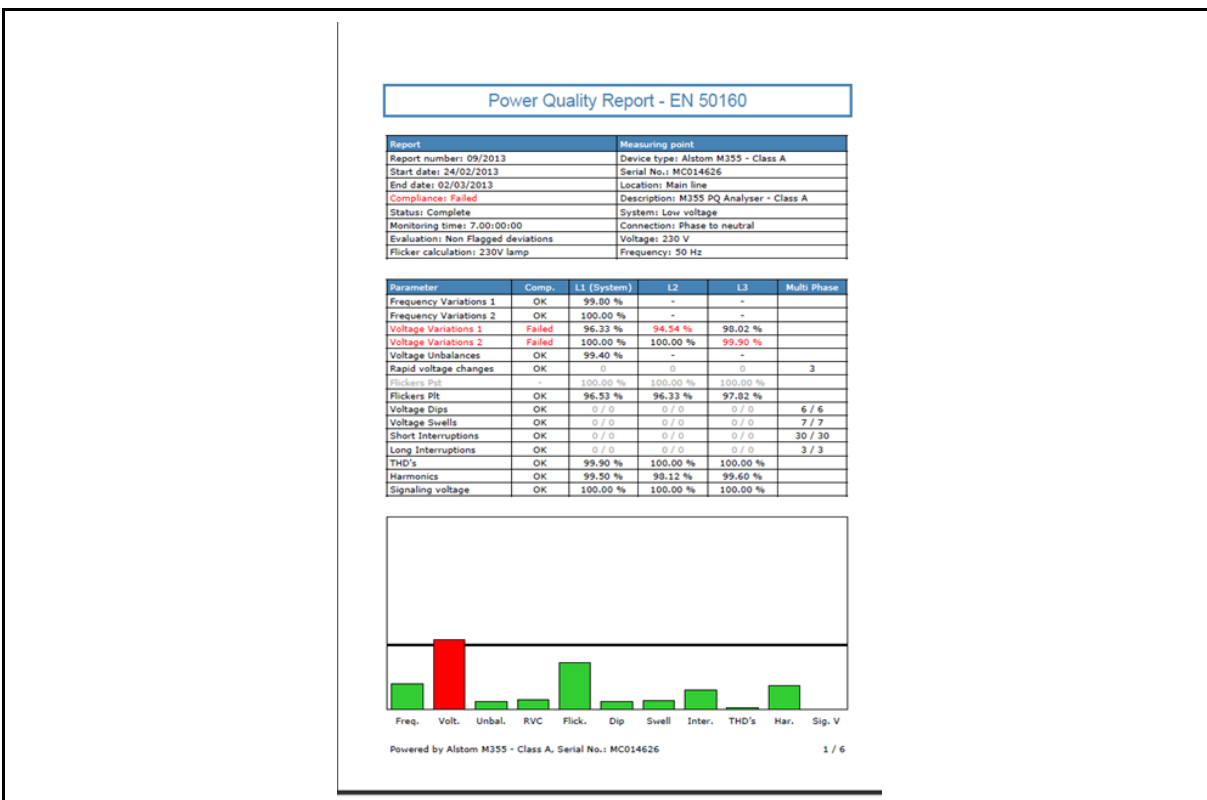 Power Quality Report - EN 50160
Report Measuring point
Report number: 09/2013 Device type: Alstom M355 - Class A
Start date: 24/02/2013 Serial No.: MC014626
End date: 02/03/2013 Location: Main line
Compliance: Failed Description: M355 PQ Analyser - Class A
Status: Complete System: Low voltage
Monitoring time: 7.00:00:00 Connection: Phase to neutral
Evaluation: Non Flagged deviations Voltage: 230 V
Flicker calculation: 230V lamp Frequency: 50 Hz
Parameter Comp. L1 (System) L2 L3 Multi Phase
Frequency Variations 1 OK 99.80 % - -
Frequency Variations 2 OK 100.00 % - -
Voltage Variations 1 Failed 96.33 % 94.54 % 98.02 %
Voltage Variations 2 Failed 100.00 % 100.00 % 99.90 %
Voltage Unbalances OK 99.40 % - -
Rapid voltage changes OK 0 0 0 3
Flickers Pst - 100.00 % 100.00 % 100.00 %
Flickers Plt OK 96.53 % 96.33 % 97.82 %
Voltage Dips OK 0 / 0 0 / 0 0 / 0 6 / 6
Voltage Swells OK 0 / 0 0 / 0 0 / 0 7 / 7
Short Interruptions OK 0 / 0 0 / 0 0 / 0 30 / 30
Long Interruptions OK 0 / 0 0 / 0 0 / 0 3 / 3
THD's OK 99.90 % 100.00 % 100.00 %
Harmonics OK 99.50 % 98.12 % 99.60 %
Signaling voltage OK 100.00 % 100.00 % 100.00 %
Freq. Volt. Unbal. RVC Flick. Dip Swell Inter. THD's Har. Sig. V
Powered by Alstom M355 - Class A, Serial No.: MC014626 1 / 6